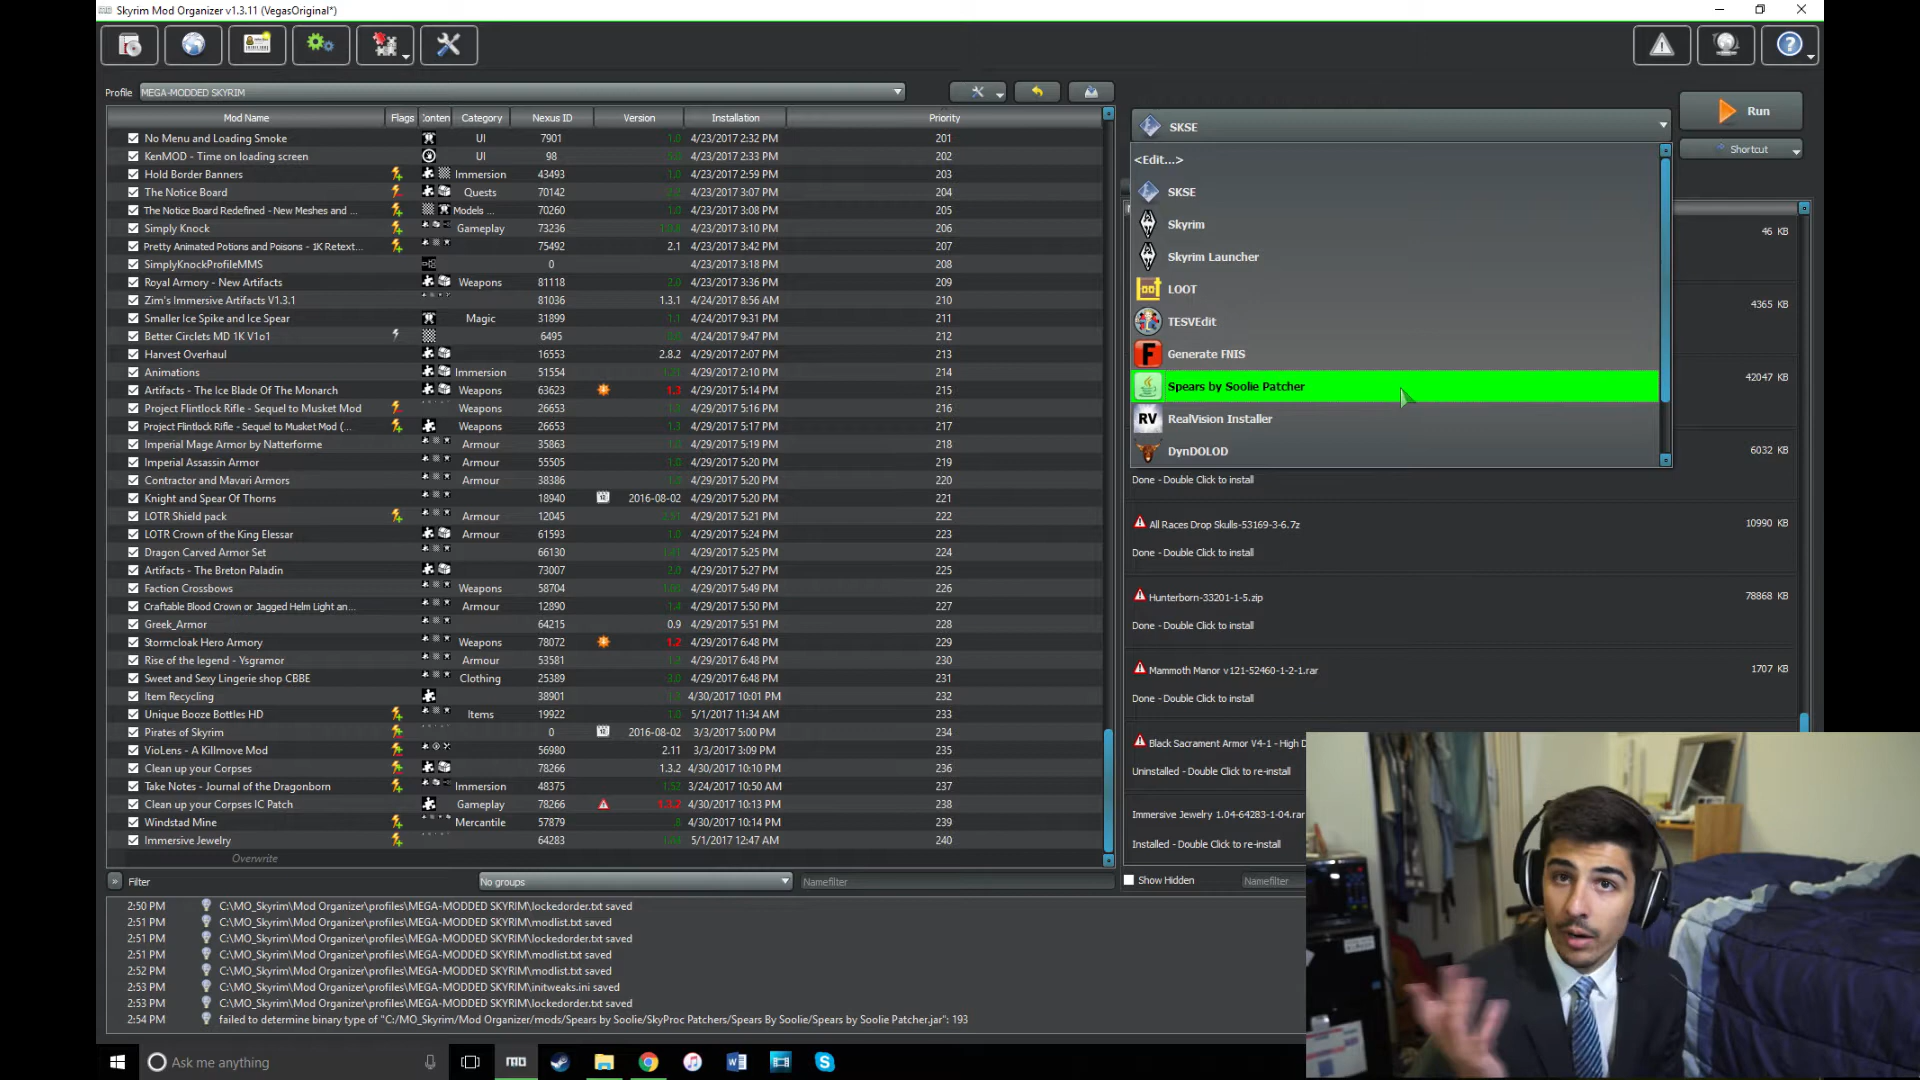 Skyrim Mod Organizer v1.3.11 (VegasOriginal*)
Profile MEGA-MODDED SKYRIM
Mod Name Flags Conten Category Nexus ID Version Installation Priority
No Menu and Loading Smoke UI 7901 1.0 4/23/2017 2:32 PM 201
KenMOD - Time on loading screen UI 98 4/23/2017 2:32 PM 202
Hold Border Banners Immersion 43493 4/23/2017 2:59 PM 203
The Notice Board Quests 70142 4/23/2017 3:07 PM 204
The Notice Board Redefined - New Meshes and ... Models ... 70260 1.0 4/23/2017 3:08 PM 205
Simply Knock Gameplay 73236 4/23/2017 3:10 PM 206
Pretty Animated Potions and Poisons - 1K Retext... 75492 2.1 4/23/2017 3:42 PM 207
SimplyKnockProfileMMS 0 4/23/2017 3:18 PM 208
Royal Armory - New Artifacts Weapons 81118 2.0 4/23/2017 3:36 PM 209
Zim's Immersive Artifacts V1.3.1 81036 1.3.1 4/24/2017 8:56 AM 210
Smaller Ice Spike and Ice Spear Magic 31899 1.1 4/24/2017 9:31 PM 211
Better Circlets MD 1K V1o1 6495 4/24/2017 9:47 PM 212
Harvest Overhaul 16553 2.8.2 4/29/2017 2:07 PM 213
Animations Immersion 51554 4/29/2017 2:10 PM 214
Artifacts - The Ice Blade Of The Monarch Weapons 63623 1.3 4/29/2017 5:14 PM 215
Project Flintlock Rifle - Sequel to Musket Mod Weapons 26653 4/29/2017 5:14 PM 216
Project Flintlock Rifle - Sequel to Musket Mod (... Weapons 26653 4/29/2017 5:17 PM 217
Imperial Mage Armor by Natterforme Armour 35863 4/29/2017 5:19 PM 218
Imperial Assassin Armor Armour 55505 4/29/2017 5:20 PM 219
Contractor and Mavari Armors Armour 38386 4/29/2017 5:20 PM 220
Knight and Spear Of Thorns 18940 2016-08-02 4/29/2017 5:20 PM 221
LOTR Shield pack Armour 12045 4/29/2017 5:21 PM 222
LOTR Crown of the King Elessar Armour 61593 1.0 4/29/2017 5:24 PM 223
Dragon Carved Armor Set 66130 4/29/2017 5:25 PM 224
Artifacts - The Breton Paladin 73007 2.0 4/29/2017 5:27 PM 225
Faction Crossbows Weapons 58704 4/29/2017 5:49 PM 226
Craftable Blood Crown or Jagged Helm Light an... Armour 12890 1.4 4/29/2017 5:50 PM 227
Greek_Armor 64215 0.9 4/29/2017 5:51 PM 228
Stormcloak Hero Armory Weapons 78072 1.2 4/29/2017 6:48 PM 229
Rise of the legend - Ysgramor Armour 53581 4/29/2017 6:48 PM 230
Sweet and Sexy Lingerie shop CBBE Clothing 25389 4/29/2017 6:48 PM 231
Item Recycling 38901 4/30/2017 10:01 PM 232
Unique Booze Bottles HD Items 19922 1.0 5/1/2017 11:34 AM 233
Pirates of Skyrim 0 2016-08-02 3/3/2017 5:00 PM 234
VioLens - A Killmove Mod 56980 2.11 3/3/2017 3:09 PM 235
Clean up your Corpses 78266 1.3.2 4/30/2017 10:10 PM 236
Take Notes - Journal of the Dragonborn Immersion 48375 3/24/2017 10:50 AM 237
Clean up your Corpses IC Patch Gameplay 78266 1.3.2 4/30/2017 10:13 PM 238
Windstad Mine Mercantile 57879 4/30/2017 10:14 PM 239
Immersive Jewelry 64283 5/1/2017 12:47 AM 240
Overwrite
Filter No groups Namefilter
2:50 PM C:\MO_Skyrim\Mod Organizer\profiles\MEGA-MODDED SKYRIM\lockedorder.txt saved
2:51 PM C:\MO_Skyrim\Mod Organizer\profiles\MEGA-MODDED SKYRIM\modlist.txt saved
2:51 PM C:\MO_Skyrim\Mod Organizer\profiles\MEGA-MODDED SKYRIM\lockedorder.txt saved
2:51 PM C:\MO_Skyrim\Mod Organizer\profiles\MEGA-MODDED SKYRIM\modlist.txt saved
2:52 PM C:\MO_Skyrim\Mod Organizer\profiles\MEGA-MODDED SKYRIM\modlist.txt saved
2:53 PM C:\MO_Skyrim\Mod Organizer\profiles\MEGA-MODDED SKYRIM\initweaks.ini saved
2:53 PM C:\MO_Skyrim\Mod Organizer\profiles\MEGA-MODDED SKYRIM\lockedorder.txt saved
2:54 PM failed to determine binary type of "C:/MO_Skyrim/Mod Organizer/mods/Spears by Soolie/SkyProc Patchers/Spears By Soolie/Spears by Soolie Patcher.jar": 193
SKSE
Run
Shortcut
<Edit...>
SKSE
Skyrim
Skyrim Launcher
LOOT
TESVEdit
F Generate FNIS
Spears by Soolie Patcher
RV RealVision Installer
DynDOLOD
46 KB
4365 KB
42047 KB
6032 KB
Done - Double Click to install
All Races Drop Skulls-53169-3-6.7z 10990 KB
Done - Double Click to install
Hunterborn-33201-1-5.zip 78868 KB
Done - Double Click to install
Mammoth Manor v121-52460-1-2-1.rar 1707 KB
Done - Double Click to install
Black Sacrament Armor V4-1 - High D
Uninstalled - Double Click to re-install
Immersive Jewelry 1.04-64283-1-04.rar
Installed - Double Click to re-install
Show Hidden Namefilter
Ask me anything